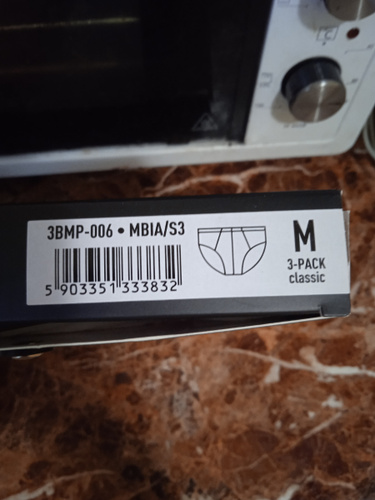 3BMP-006 • MBIA/S3
5 903351 333832
M
3-PACK
classic